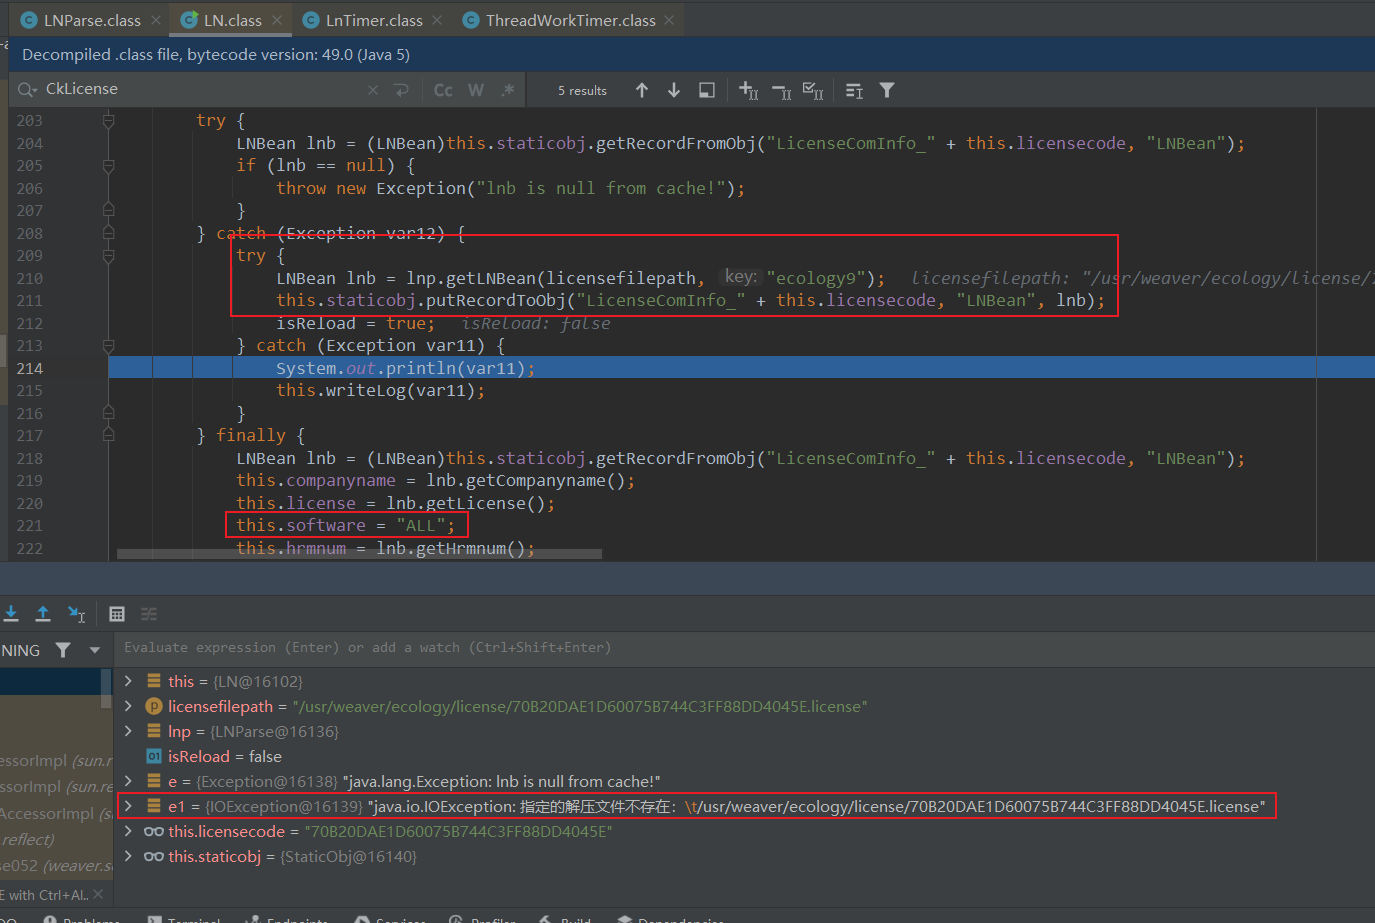 LNParse.class
LN.class
LnTimer.class
ThreadWorkTimer.class
Decompiled .class file, bytecode version: 49.0 (Java 5)
CkLicense
Cc W .*
5 results
203 try {
204 LNBean lnb = (LNBean)this.staticobj.getRecordFromObj("LicenseComInfo_" + this.licensecode, "LNBean");
205 if (lnb == null) {
206 throw new Exception("lnb is null from cache!");
207 }
208 } catch (Exception var12) {
209 try {
210 LNBean lnb = lnp.getLNBean(licensefilepath, key: "ecology9"); licensefilepath: "/usr/weaver/ecology/license/
211 this.staticobj.putRecordToObj("LicenseComInfo_" + this.licensecode, "LNBean", lnb);
212 isReload = true; isReload: false
213 } catch (Exception var11) {
214 System.out.println(var11);
215 this.writeLog(var11);
216 }
217 } finally {
218 LNBean lnb = (LNBean)this.staticobj.getRecordFromObj("LicenseComInfo_" + this.licensecode, "LNBean");
219 this.companyname = lnb.getCompanyname();
220 this.license = lnb.getLicense();
221 this.software = "ALL";
222 this.hrmnum = lnb.getHrmnum();
NING
Evaluate expression (Enter) or add a watch (Ctrl+Shift+Enter)
this = {LN@16102}
licensefilepath = "/usr/weaver/ecology/license/70B20DAE1D60075B744C3FF88DD4045E.license"
lnp = {LNParse@16136}
isReload = false
e = {Exception@16138} "java.lang.Exception: lnb is null from cache!"
e1 = {IOException@16139} "java.io.IOException: 指定的解压文件不存在: \t/usr/weaver/ecology/license/70B20DAE1D60075B744C3FF88DD4045E.license"
this.licensecode = "70B20DAE1D60075B744C3FF88DD4045E"
this.staticobj = {StaticObj@16140}
essorImpl (sun.r
ssorImpl (sun.re
AccessorImpl (s
.reflect)
se052 (weaver.s
E with Ctrl+Al..
Problems
Terminal
Endpoints
Services
Profiler
Build
Dependencies